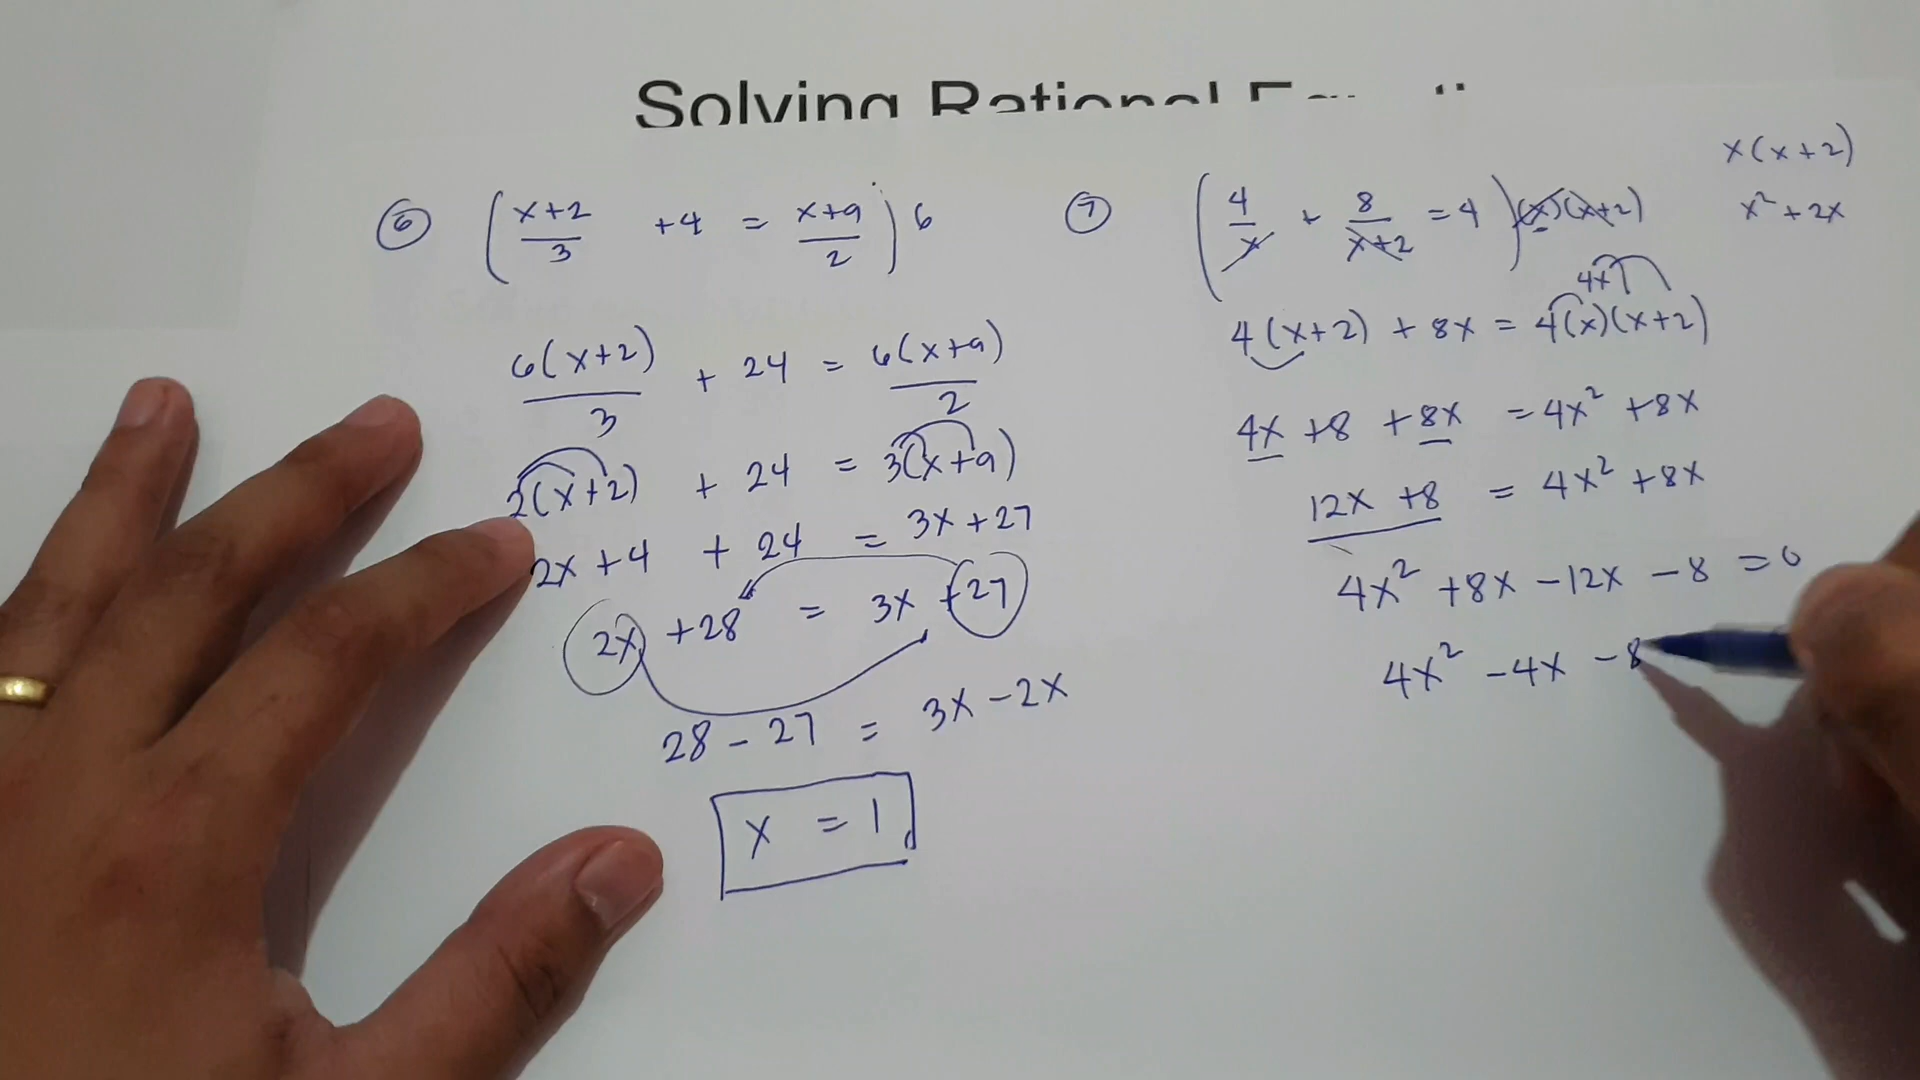 Solving Rational
⑥ ( x+2/3 + 4 = x+9/2 ) 6
6(x+2)/3 + 24 = 6(x+9)/2
2(x+2) + 24 = 3(x+9)
2x + 4 + 24 = 3x + 27
2x + 28 = 3x + 27
28 - 27 = 3x - 2x
x = 1
⑦ ( 4/x + 8/x+2 = 4 ) (x)(x+2)
x(x+2)
x² + 2x
4x
4(x+2) + 8x = 4(x)(x+2)
4x + 8 + 8x = 4x² + 8x
12x + 8 = 4x² + 8x
4x² + 8x - 12x - 8 = 0
4x² - 4x - 8